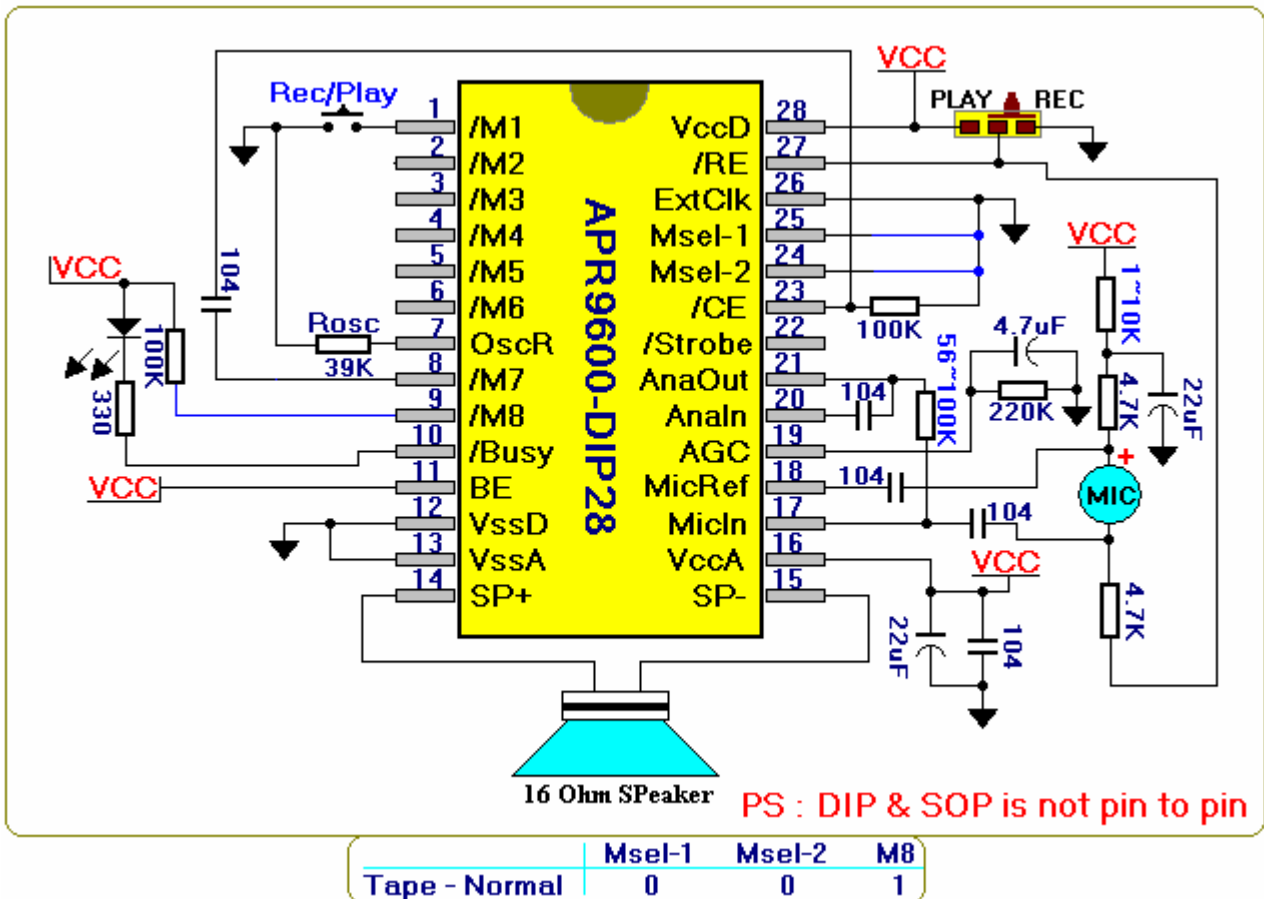 VCC
Rec/Play
PLAY REC
1 /M1 VccD 28
2 /M2 /RE 27
3 /M3 ExtClk 26
4 /M4 Msel-1 25
5 /M5 Msel-2 24
6 /M6 /CE 23
7 OscR /Strobe 22
8 /M7 AnaOut 21
9 /M8 AnaIn 20
10 /Busy AGC 19
11 BE MicRef 18
12 VssD MicIn 17
13 VssA VccA 16
14 SP+ SP- 15
APR9600-DIP28
104
VCC
Rosc
39K
100K
330
VCC
100K
4.7uF
220K
56~100K
104
104
104
VCC
1~10K
4.7K
22uF
+
MIC
4.7K
VCC
22uF
104
16 Ohm SPeaker
PS : DIP & SOP is not pin to pin
Msel-1 Msel-2 M8
Tape - Normal 0 0 1